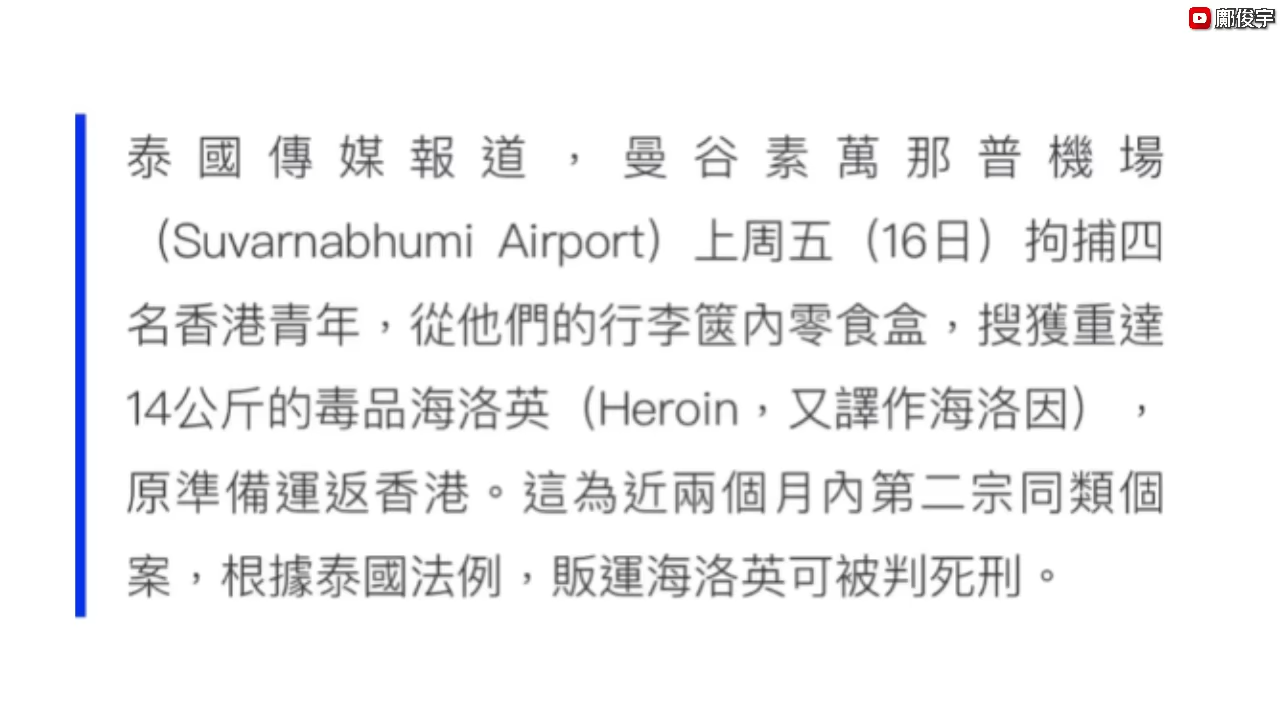 鄺俊宇
泰國傳媒報道，曼谷素萬那普機場
（Suvarnabhumi Airport）上周五（16日）拘捕四
名香港青年，從他們的行李篋內零食盒，搜獲重達
14公斤的毒品海洛英（Heroin，又譯作海洛因），
原準備運返香港。這為近兩個月內第二宗同類個
案，根據泰國法例，販運海洛英可被判死刑。